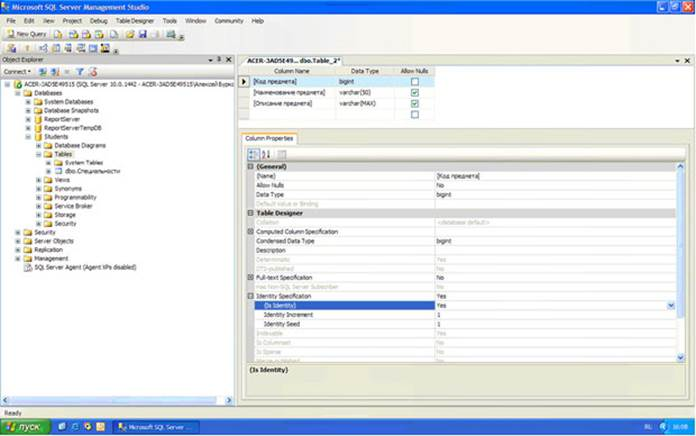 Microsoft SQL Server Management Studio
File Edit View Project Debug Table Designer Tools Window Community Help
New Query
Object Explorer
Connect
ACER-3AD5E49515 (SQL Server 10.0.1442 - ACER-3AD5E49515\Алексей Бурко
Databases
System Databases
Database Snapshots
ReportServer
ReportServerTempDB
Students
Database Diagrams
Tables
System Tables
dbo.Специальности
Views
Synonyms
Programmability
Service Broker
Storage
Security
Security
Server Objects
Replication
Management
SQL Server Agent (Agent XPs disabled)
ACER-3AD5E49... dbo.Table_2*
Column Name Data Type Allow Nulls
[Код предмета] bigint
[Наименование предмета] varchar(50)
[Описание предмета] varchar(MAX)
Column Properties
(General)
(Name) [Код предмета]
Allow Nulls No
Data Type bigint
Default Value or Binding
Table Designer
Collation <database default>
Computed Column Specification
Condensed Data Type bigint
Description
Deterministic Yes
DTS-published No
Full-text Specification No
Has Non-SQL Server Subscriber No
Identity Specification Yes
(Is Identity) Yes
Identity Increment 1
Identity Seed 1
Indexable Yes
Is Columnset No
Is Sparse No
Merge-published No
(Is Identity)
Ready
пуск Microsoft SQL Server ... RU 16:08